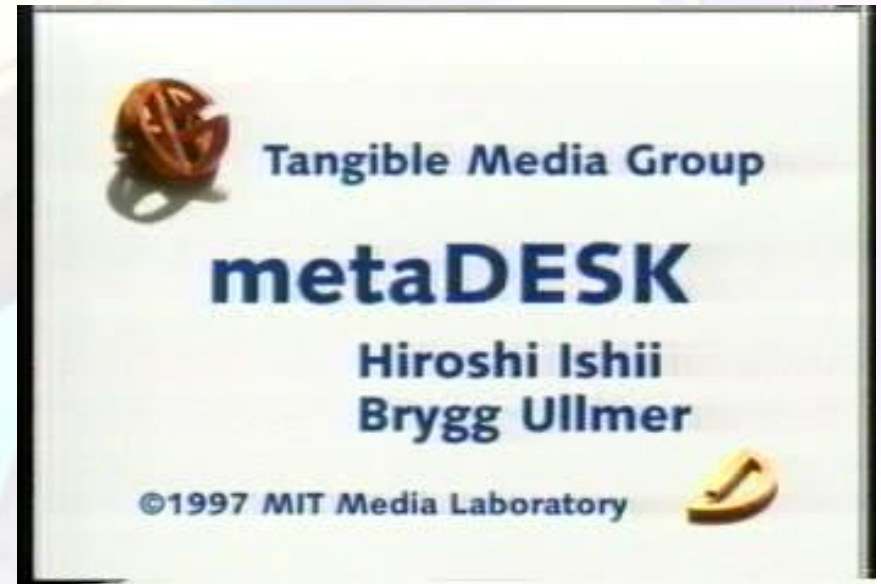 Tangible Media Group
metaDESK
Hiroshi Ishii
Brygg Ullmer
©1997 MIT Media Laboratory